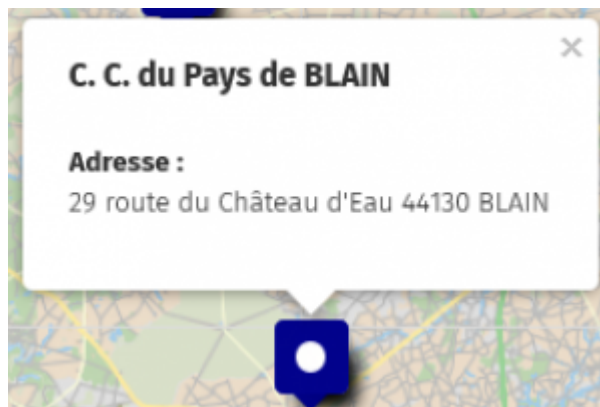 C. C. du Pays de BLAIN
Adresse :
29 route du Château d'Eau 44130 BLAIN